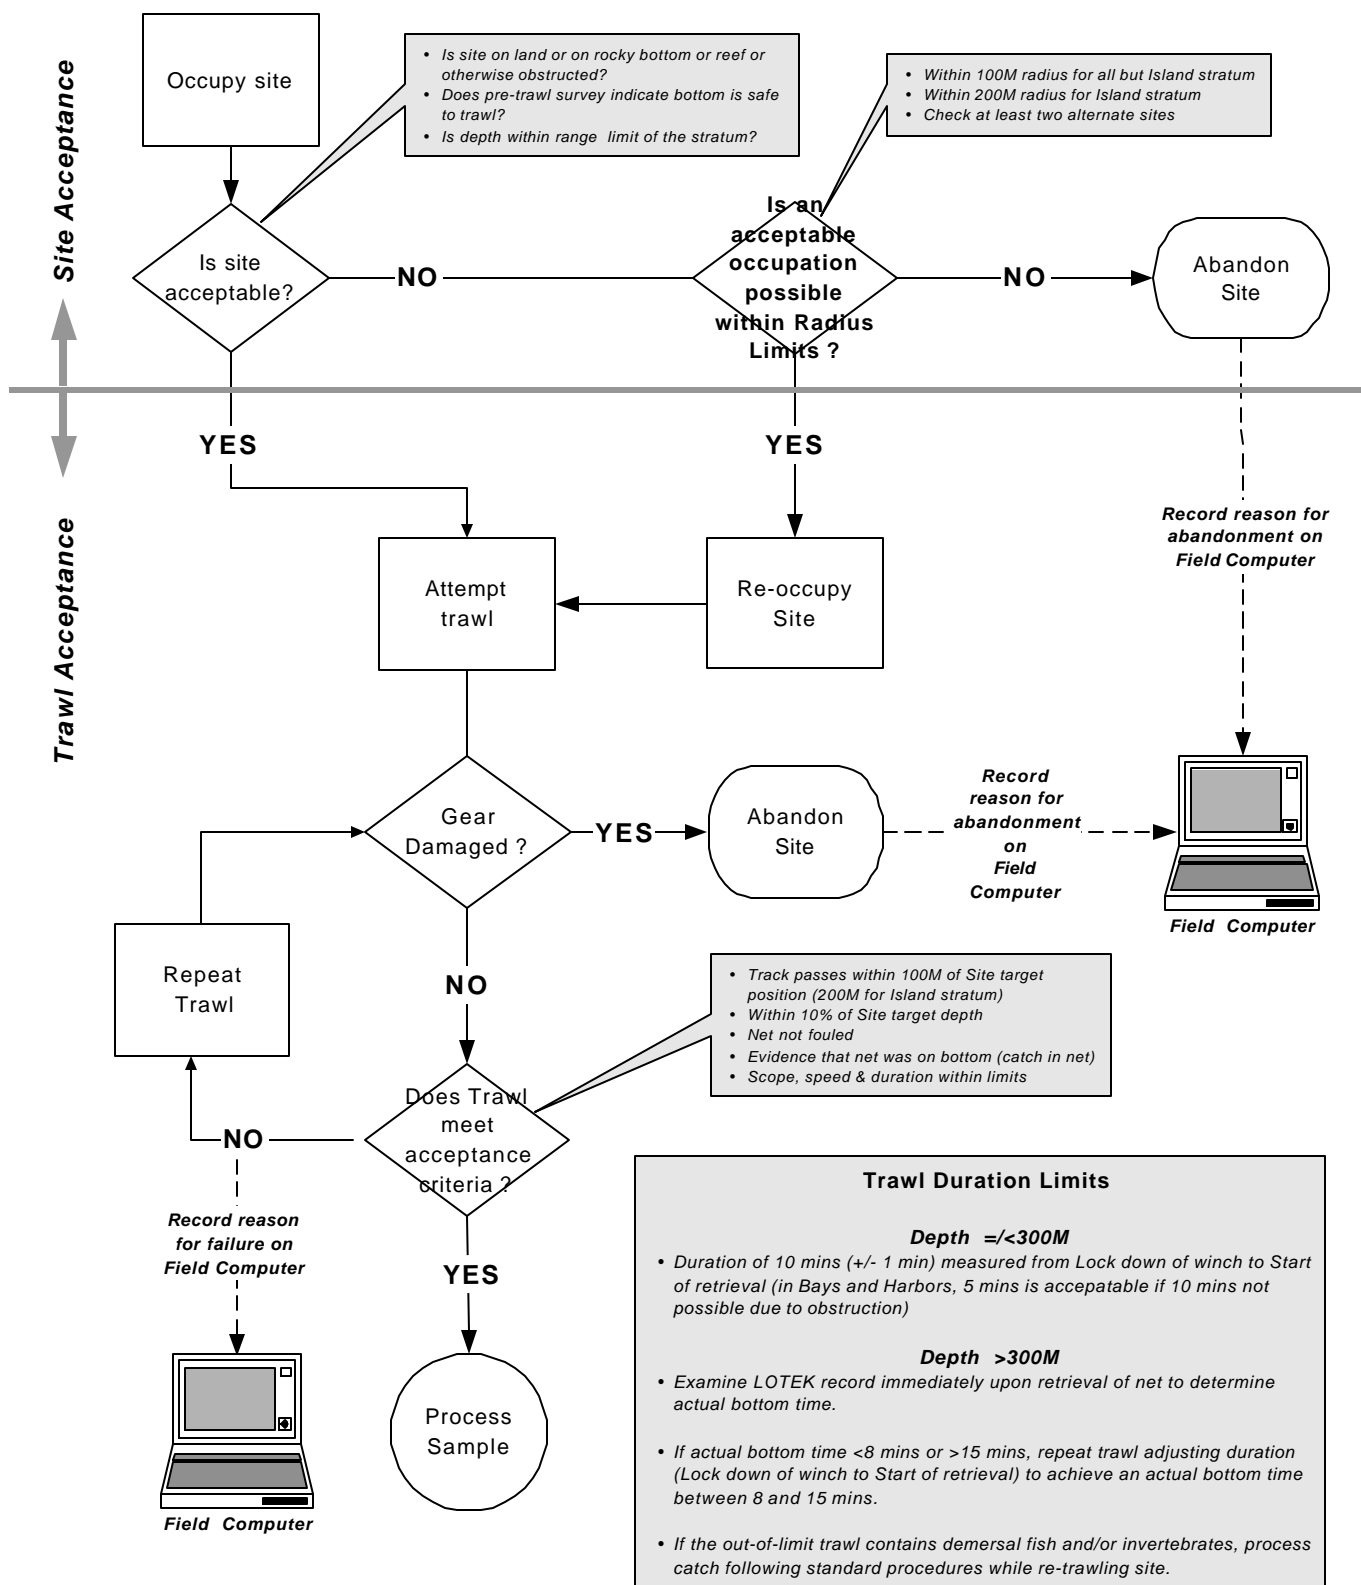 Occupy site
• Is site on land or on rocky bottom or reef or
otherwise obstructed?
• Does pre-trawl survey indicate bottom is safe
to trawl?
• Is depth within range limit of the stratum?
• Within 100M radius for all but Island stratum
• Within 200M radius for Island stratum
• Check at least two alternate sites
Site Acceptance
Is site
acceptable?
NO
Is an
acceptable
occupation
possible
within Radius
Limits ?
NO
Abandon
Site
YES
YES
Trawl Acceptance
Record reason for
abandonment on
Field Computer
Attempt
trawl
Re-occupy
Site
Gear
Damaged ?
YES
Abandon
Site
Record
reason for
abandonment
on
Field
Computer
Field Computer
Repeat
Trawl
NO
• Track passes within 100M of Site target
position (200M for Island stratum)
• Within 10% of Site target depth
• Net not fouled
• Evidence that net was on bottom (catch in net)
• Scope, speed & duration within limits
Does Trawl
meet
acceptance
criteria ?
NO
Record reason
for failure on
Field Computer
YES
Process
Sample
Field Computer
Trawl Duration Limits
Depth =/<300M
• Duration of 10 mins (+/- 1 min) measured from Lock down of winch to Start
of retrieval (in Bays and Harbors, 5 mins is accepatable if 10 mins not
possible due to obstruction)
Depth >300M
• Examine LOTEK record immediately upon retrieval of net to determine
actual bottom time.
• If actual bottom time <8 mins or >15 mins, repeat trawl adjusting duration
(Lock down of winch to Start of retrieval) to achieve an actual bottom time
between 8 and 15 mins.
• If the out-of-limit trawl contains demersal fish and/or invertebrates, process
catch following standard procedures while re-trawling site.